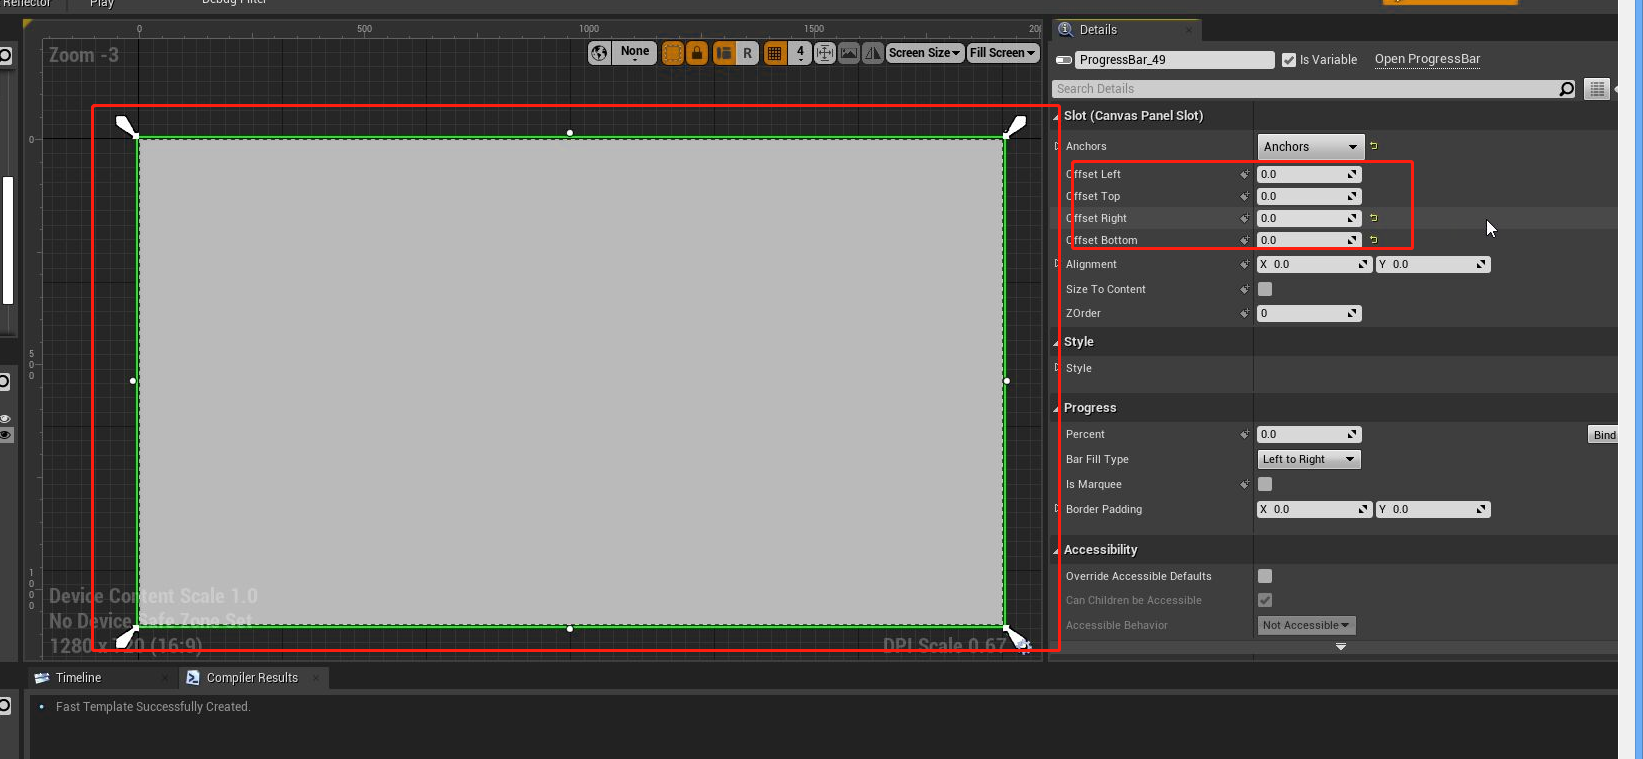 Reflector
Play
Debug Filter
0
500
1000
1500
Zoom -3
None
R
4
Screen Size
Fill Screen
0
500
1000
Device Content Scale 1.0
No Device Safe Zone Set
1280 x 720 (16:9)
DPI Scale 0.67
Details
ProgressBar_49
Is Variable
Open ProgressBar
Search Details
Slot (Canvas Panel Slot)
Anchors
Anchors
Offset Left
0.0
Offset Top
0.0
Offset Right
0.0
Offset Bottom
0.0
Alignment
X 0.0
Y 0.0
Size To Content
ZOrder
0
Style
Style
Progress
Percent
0.0
Bind
Bar Fill Type
Left to Right
Is Marquee
Border Padding
X 0.0
Y 0.0
Accessibility
Override Accessible Defaults
Can Children be Accessible
Accessible Behavior
Not Accessible
Timeline
Compiler Results
Fast Template Successfully Created.